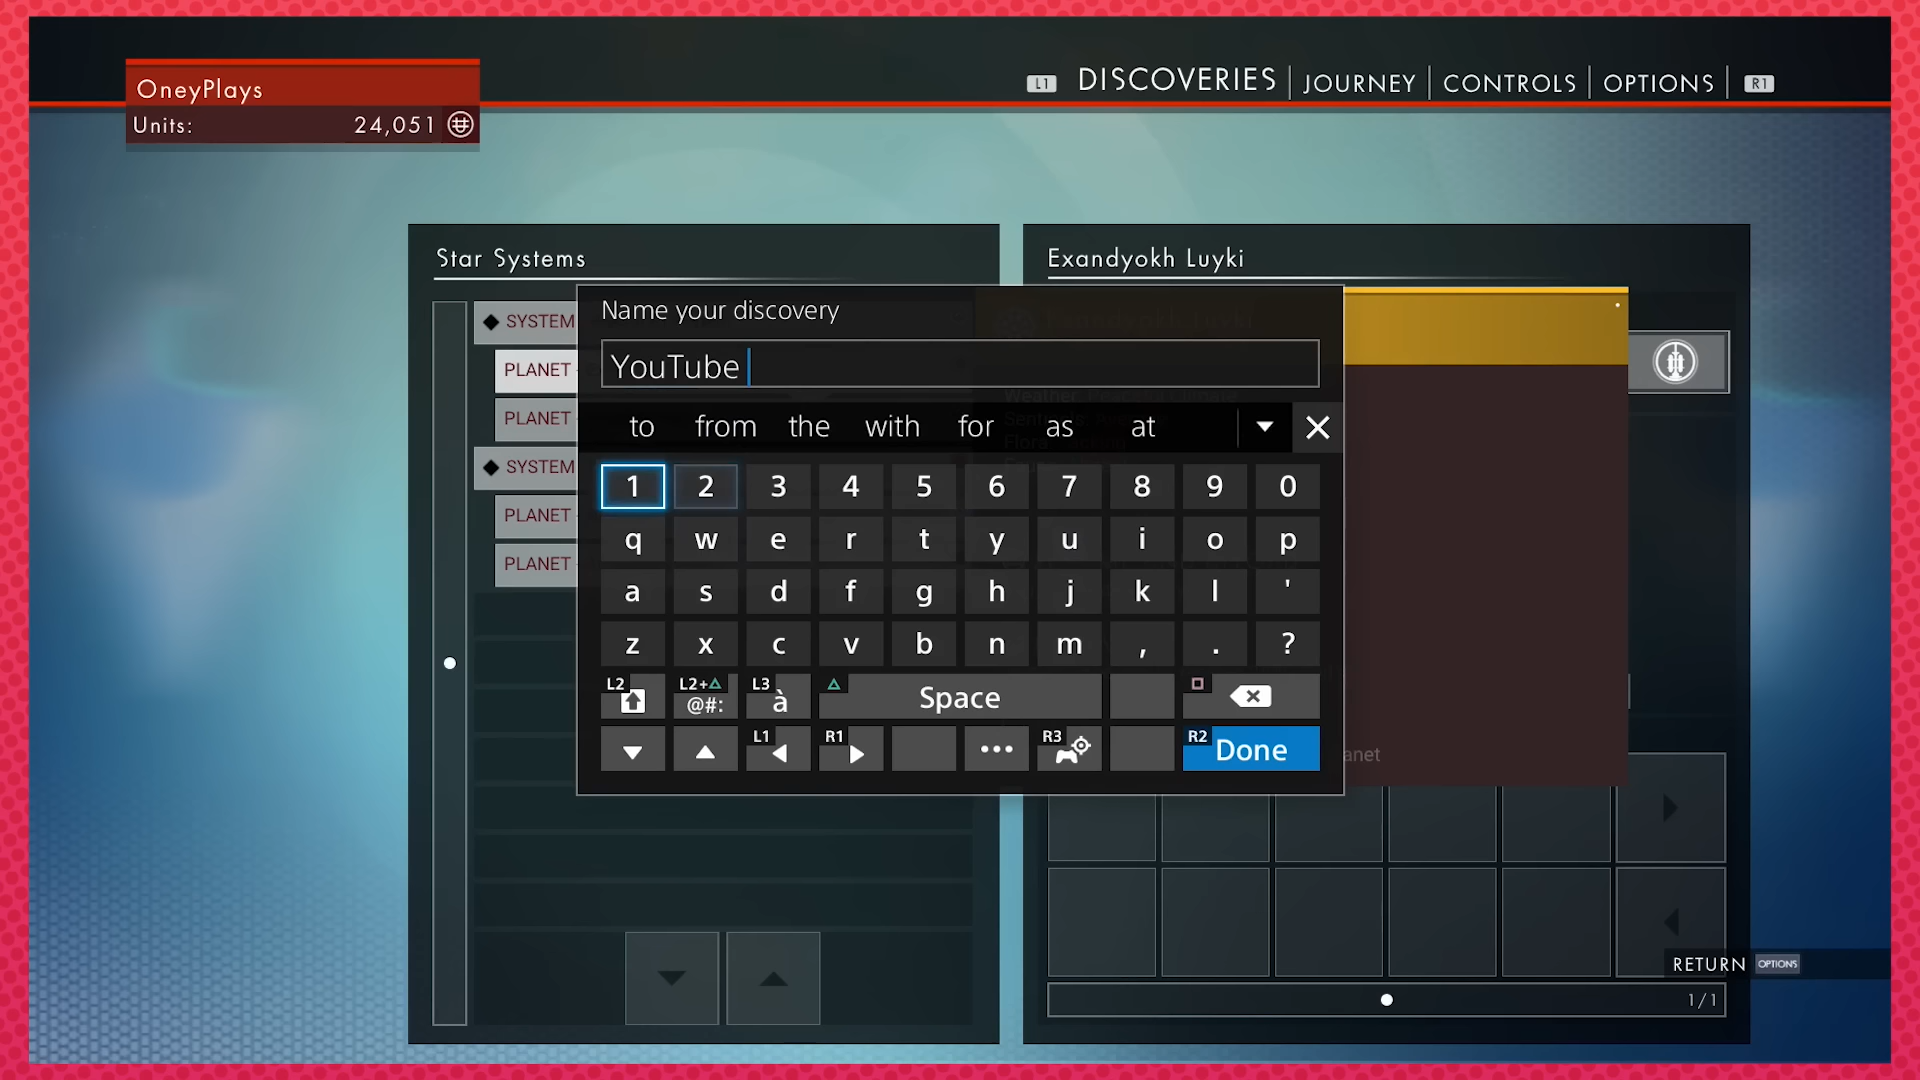 OneyPlays
Units: 24,051
L1 DISCOVERIES JOURNEY CONTROLS OPTIONS R1
Star Systems
Exandyokh Luyki
SYSTEM
PLANET
PLANET
SYSTEM
PLANET
PLANET
Name your discovery
YouTube
to from the with for as at
1 2 3 4 5 6 7 8 9 0
q w e r t y u i o p
a s d f g h j k l '
z x c v b n m , . ?
L2 L2+△ @#: L3 à △ Space
L1 R1 ... R3 R2 Done
anet
RETURN OPTIONS
1/1